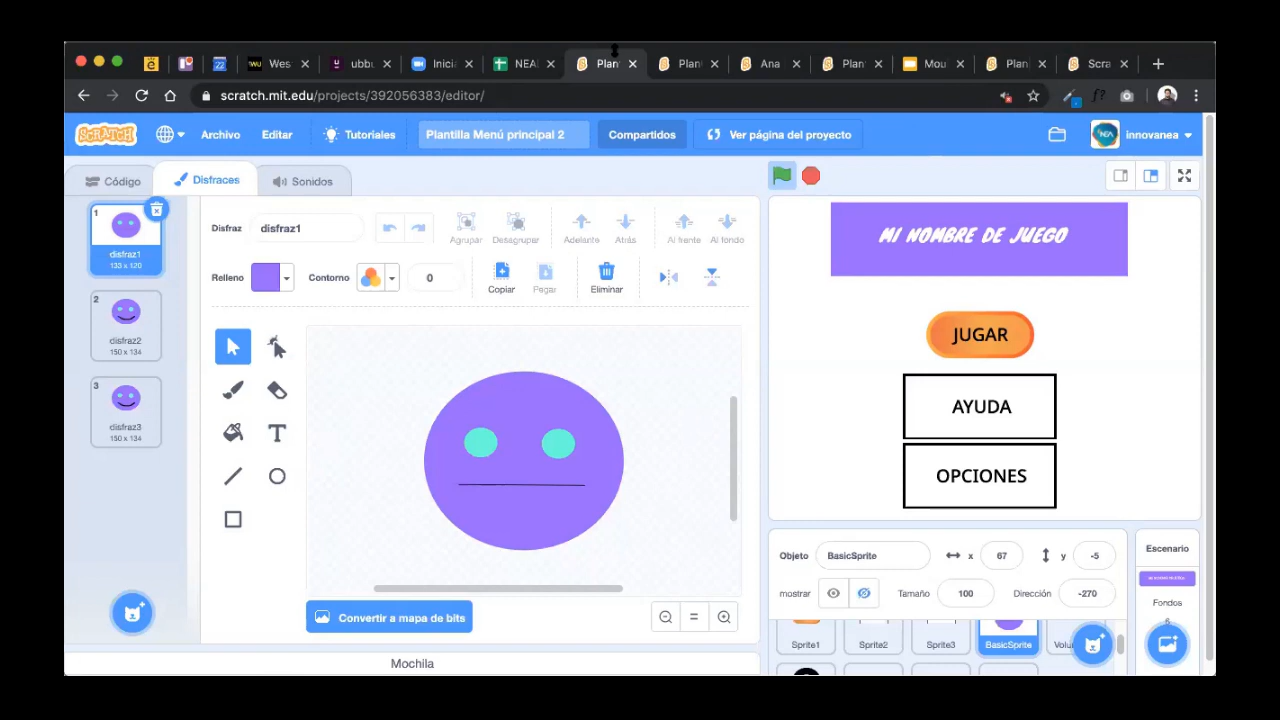 Wes
ubbu
Inicia
NEAL
Plan
Plant
Ana
Plant
Mou
Plan
Scra
scratch.mit.edu/projects/392056383/editor/
f?
SCRATCH
Archivo
Editar
Tutoriales
Plantilla Menú principal 2
Compartidos
Ver página del proyecto
innovanea
Código
Disfraces
Sonidos
1
disfraz1
133 x 120
2
disfraz2
150 x 134
3
disfraz3
150 x 134
Disfraz
disfraz1
Agrupar
Desagrupar
Adelante
Atrás
Al frente
Al fondo
Relleno
Contorno
0
Copiar
Pegar
Eliminar
T
Convertir a mapa de bits
Mochila
MI NOMBRE DE JUEGO
JUGAR
AYUDA
OPCIONES
Objeto
BasicSprite
x
67
y
-5
mostrar
Tamaño
100
Dirección
-270
Sprite1
Sprite2
Sprite3
BasicSprite
Escenario
Fondos